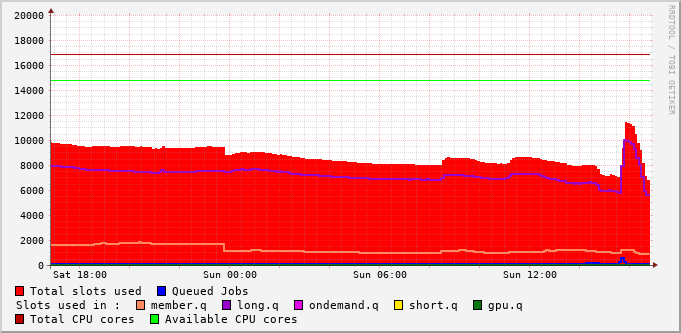 20000
18000
16000
14000
12000
10000
8000
6000
4000
2000
0
Sat 18:00 Sun 00:00 Sun 06:00 Sun 12:00
RRDTOOL / TOBI OETIKER
Total slots used Queued Jobs
Slots used in : member.q long.q ondemand.q short.q gpu.q
Total CPU cores Available CPU cores